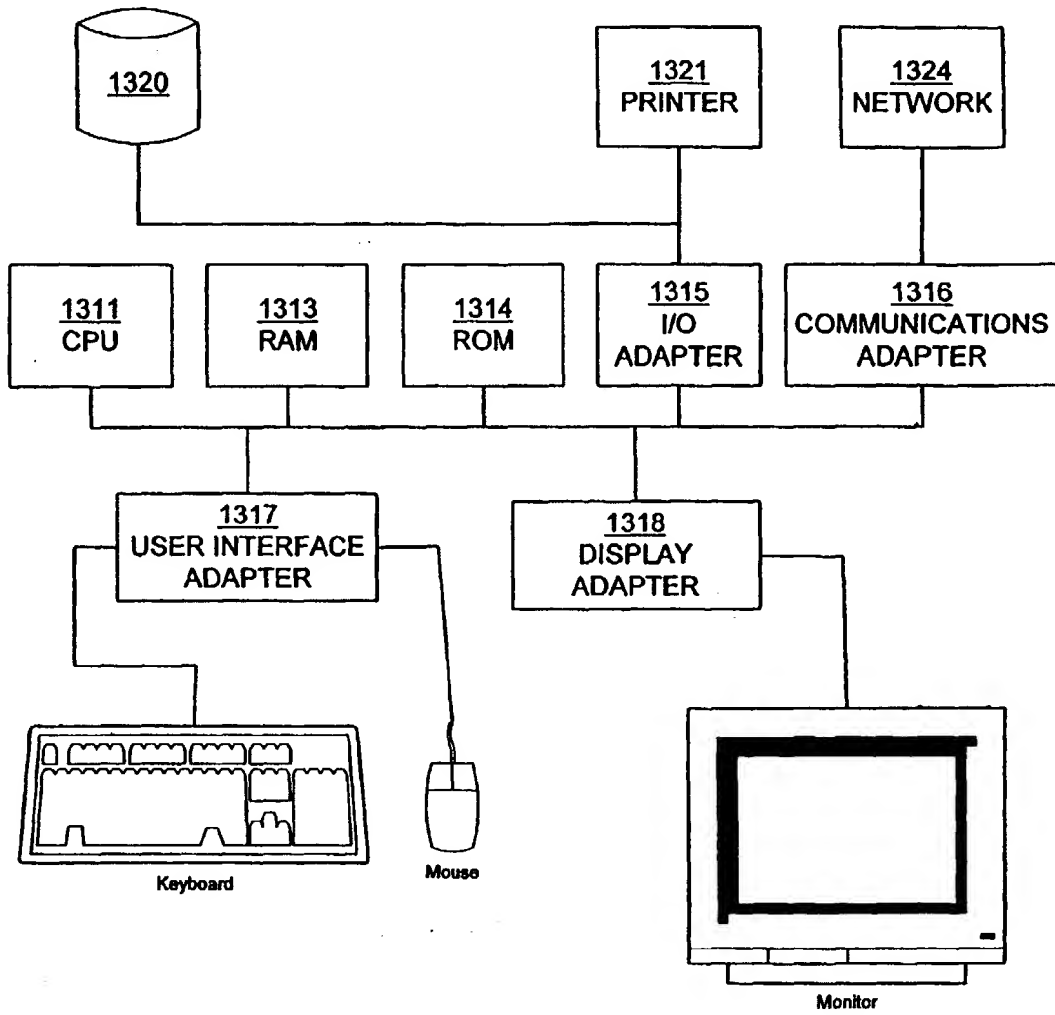 1320
1321
PRINTER
1324
NETWORK
1311
CPU
1313
RAM
1314
ROM
1315
I/O
ADAPTER
1316
COMMUNICATIONS
ADAPTER
1317
USER INTERFACE
ADAPTER
1318
DISPLAY
ADAPTER
Keyboard
Mouse
Monitor